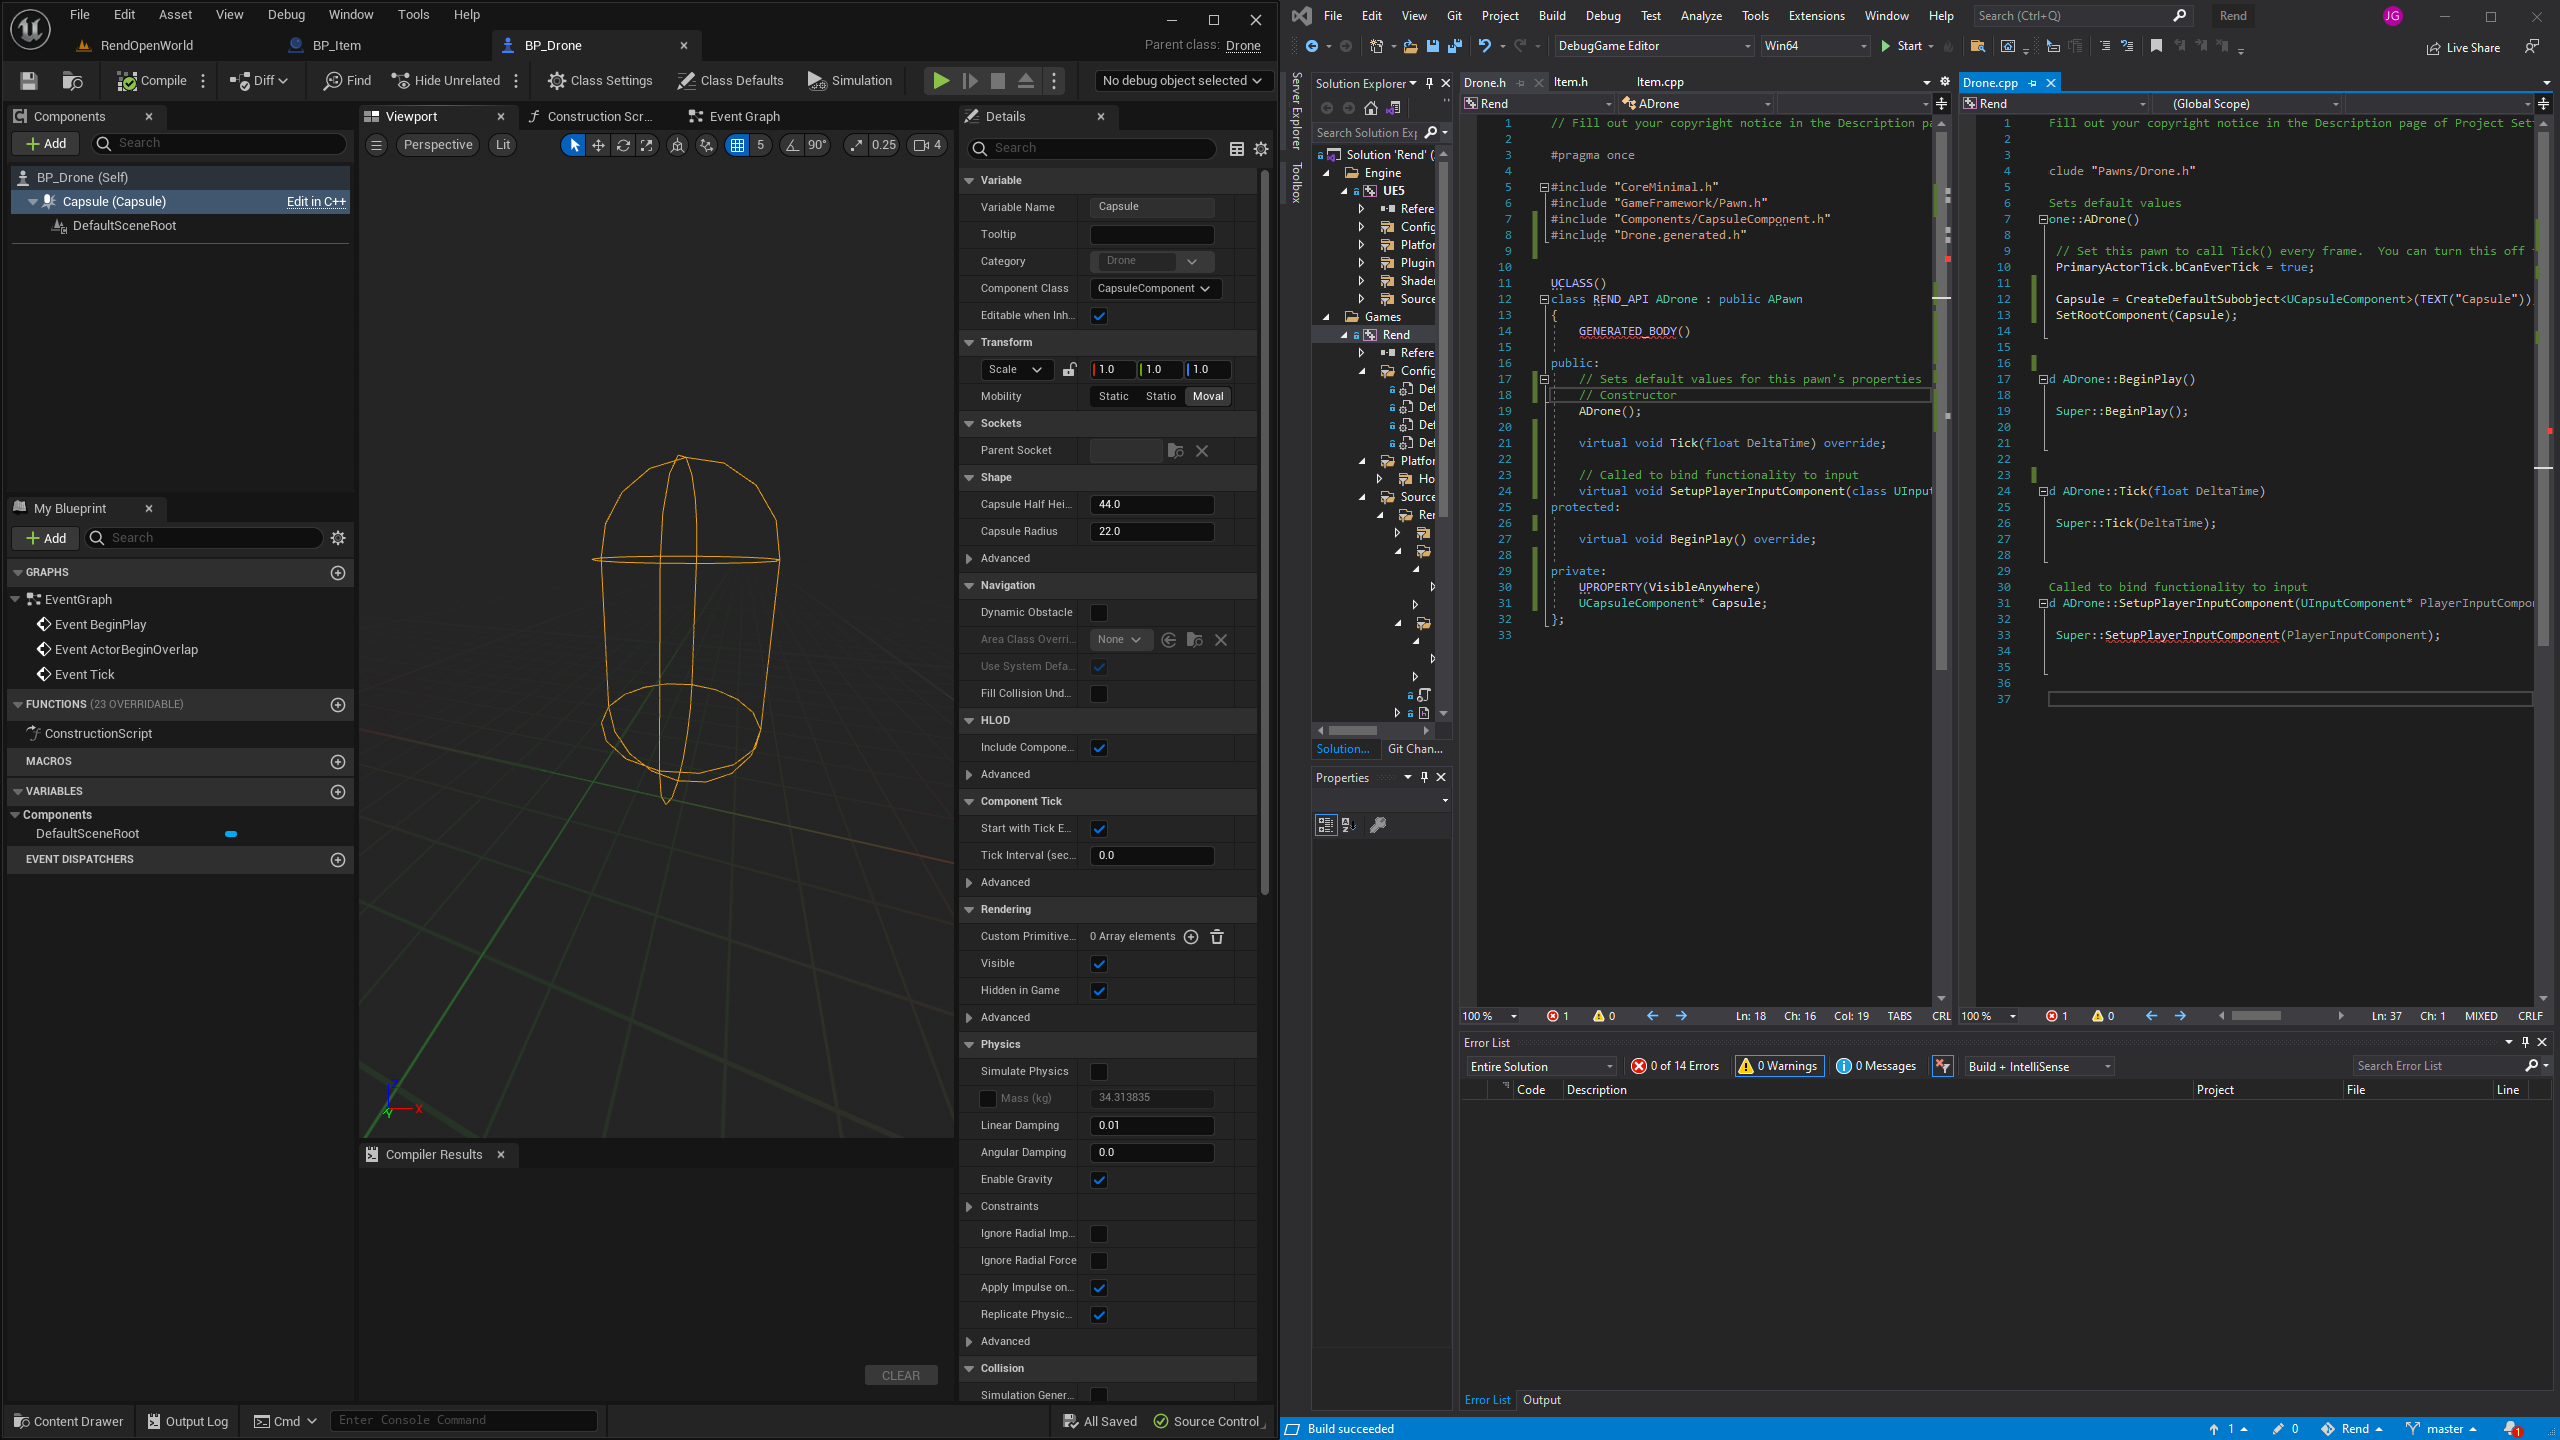 File Edit Asset View Debug Window Tools Help
RendOpenWorld BP_Item BP_Drone Parent class: Drone
Compile Diff Find Hide Unrelated Class Settings Class Defaults Simulation No debug object selected
Components
Add Search
BP_Drone (Self)
Capsule (Capsule) Edit in C++
DefaultSceneRoot
My Blueprint
Add Search
GRAPHS
EventGraph
Event BeginPlay
Event ActorBeginOverlap
Event Tick
FUNCTIONS (23 OVERRIDABLE)
ConstructionScript
MACROS
VARIABLES
Components
DefaultSceneRoot
EVENT DISPATCHERS
Viewport Construction Scr... Event Graph
Perspective Lit 5 90° 0.25 4
X
Y
Compiler Results
CLEAR
Details
Search
Variable
Variable Name Capsule
Tooltip
Category Drone
Component Class CapsuleComponent
Editable when Inh...
Transform
Scale 1.0 1.0 1.0
Mobility Static Statio Moval
Sockets
Parent Socket
Shape
Capsule Half Hei... 44.0
Capsule Radius 22.0
Advanced
Navigation
Dynamic Obstacle
Area Class Overri... None
Use System Defa...
Fill Collision Und...
HLOD
Include Compone...
Advanced
Component Tick
Start with Tick E...
Tick Interval (sec... 0.0
Advanced
Rendering
Custom Primitive... 0 Array elements
Visible
Hidden in Game
Advanced
Physics
Simulate Physics
Mass (kg) 34.313835
Linear Damping 0.01
Angular Damping 0.0
Enable Gravity
Constraints
Ignore Radial Imp...
Ignore Radial Force
Apply Impulse on...
Replicate Physic...
Advanced
Collision
Simulation Gener...
Content Drawer Output Log Cmd Enter Console Command All Saved Source Control
File Edit View Git Project Build Debug Test Analyze Tools Extensions Window Help Search (Ctrl+Q) Rend JG
DebugGame Editor Win64 Start Live Share
Server Explorer
Toolbox
Solution Explorer
Search Solution Exp
Solution 'Rend' (
Engine
UE5
Refere
Config
Platfor
Plugin
Shader
Source
Games
Rend
Refere
Config
Def
Def
Def
Def
Platfor
Ho
Source
Ren
Solution... Git Chan...
Properties
Drone.h Item.h Item.cpp
Rend ADrone
1 // Fill out your copyright notice in the Description pa
2
3 #pragma once
4
5 #include "CoreMinimal.h"
6 #include "GameFramework/Pawn.h"
7 #include "Components/CapsuleComponent.h"
8 #include "Drone.generated.h"
9
10
11 UCLASS()
12 class REND_API ADrone : public APawn
13 {
14 GENERATED_BODY()
15
16 public:
17 // Sets default values for this pawn's properties
18 // Constructor
19 ADrone();
20
21 virtual void Tick(float DeltaTime) override;
22
23 // Called to bind functionality to input
24 virtual void SetupPlayerInputComponent(class UInput
25 protected:
26
27 virtual void BeginPlay() override;
28
29 private:
30 UPROPERTY(VisibleAnywhere)
31 UCapsuleComponent* Capsule;
32 };
33
100 % 1 0 Ln: 18 Ch: 16 Col: 19 TABS CRL
Drone.cpp
Rend (Global Scope)
1 Fill out your copyright notice in the Description page of Project Set
2
3
4 clude "Pawns/Drone.h"
5
6 Sets default values
7 one::ADrone()
8
9 // Set this pawn to call Tick() every frame.  You can turn this off
10 PrimaryActorTick.bCanEverTick = true;
11
12 Capsule = CreateDefaultSubobject<UCapsuleComponent>(TEXT("Capsule"))
13 SetRootComponent(Capsule);
14
15
16
17 d ADrone::BeginPlay()
18
19 Super::BeginPlay();
20
21
22
23
24 d ADrone::Tick(float DeltaTime)
25
26 Super::Tick(DeltaTime);
27
28
29
30 Called to bind functionality to input
31 d ADrone::SetupPlayerInputComponent(UInputComponent* PlayerInputCompon
32
33 Super::SetupPlayerInputComponent(PlayerInputComponent);
34
35
36
37
100 % 1 0 Ln: 37 Ch: 1 MIXED CRLF
Error List
Entire Solution 0 of 14 Errors 0 Warnings 0 Messages Build + IntelliSense Search Error List
Code Description Project File Line
Error List Output
Build succeeded 1 0 Rend master 1